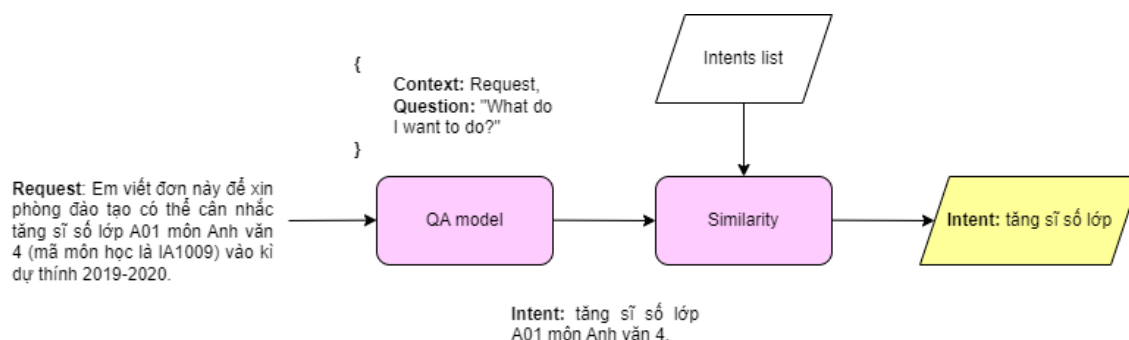 {
Context: Request,
Question: "What do
I want to do?"
}
Intents list
Request: Em viết đơn này để xin
phòng đào tạo có thể cân nhắc
tăng sĩ số lớp A01 môn Anh văn
4 (mã môn học là IA1009) vào kì
dự thính 2019-2020.
QA model
Similarity
Intent: tăng sĩ số lớp
Intent: tăng sĩ số lớp
A01 môn Anh văn 4.